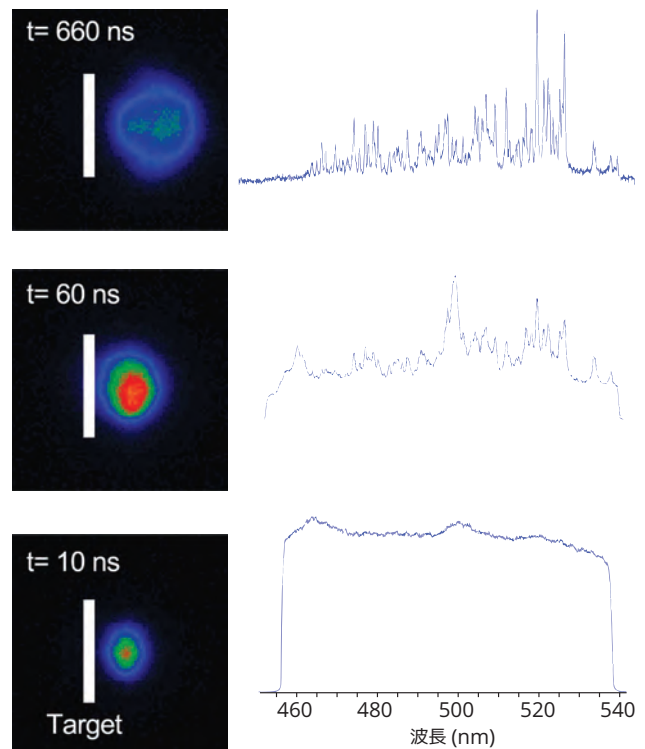 t= 660 ns
t= 60 ns
t= 10 ns
Target
460 480 500 520 540
波長 (nm)